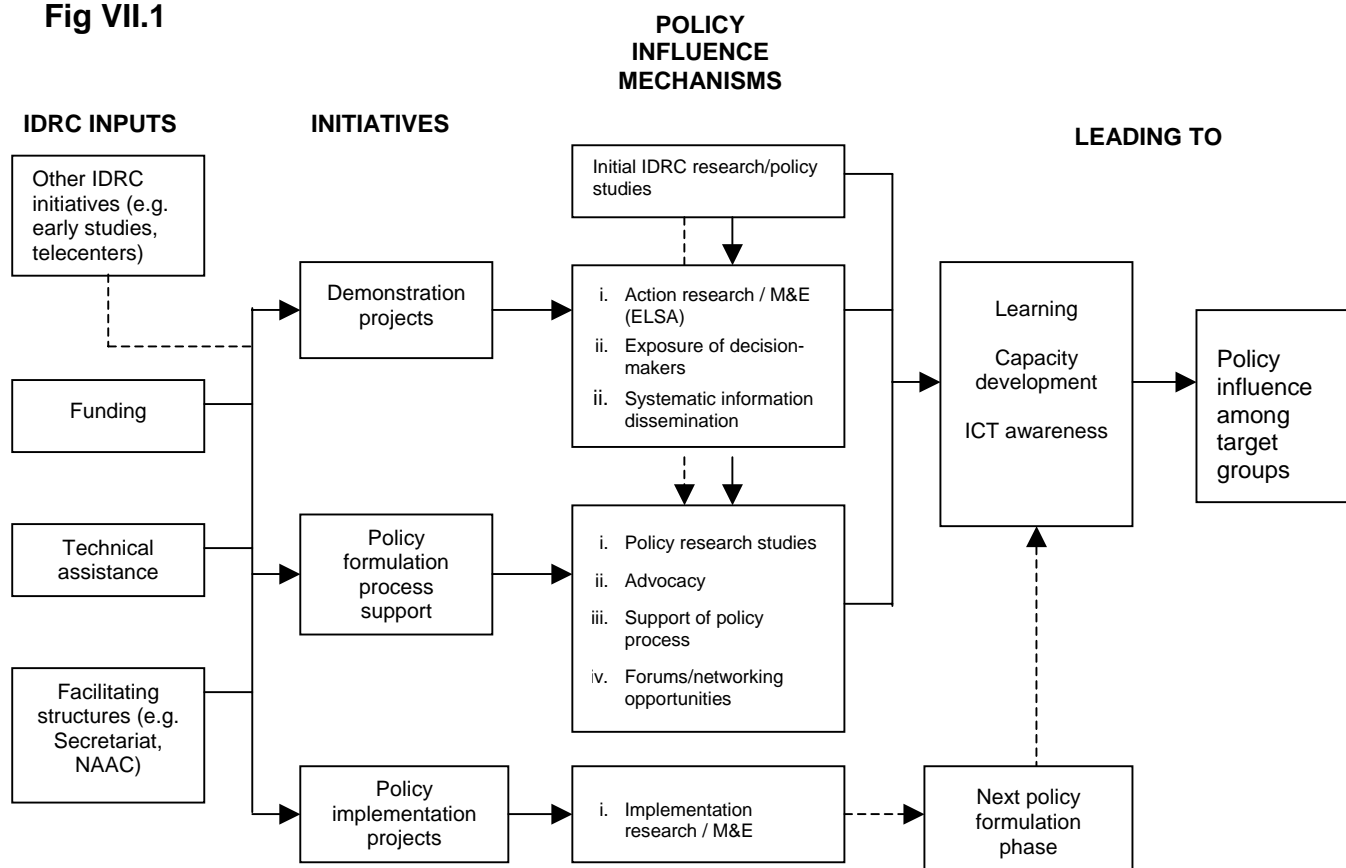 Fig VII.1
POLICY
INFLUENCE
MECHANISMS
IDRC INPUTS
INITIATIVES
LEADING TO
Other IDRC
initiatives (e.g.
early studies,
telecenters)
Funding
Technical
assistance
Facilitating
structures (e.g.
Secretariat,
NAAC)
Demonstration
projects
Policy
formulation
process
support
Policy
implementation
projects
Initial IDRC research/policy
studies
i. Action research / M&E
(ELSA)
ii. Exposure of decision-
makers
ii. Systematic information
dissemination
i. Policy research studies
ii. Advocacy
iii. Support of policy
process
iv. Forums/networking
opportunities
i. Implementation
research / M&E
Learning
Capacity
development
ICT awareness
Next policy
formulation
phase
Policy
influence
among
target
groups